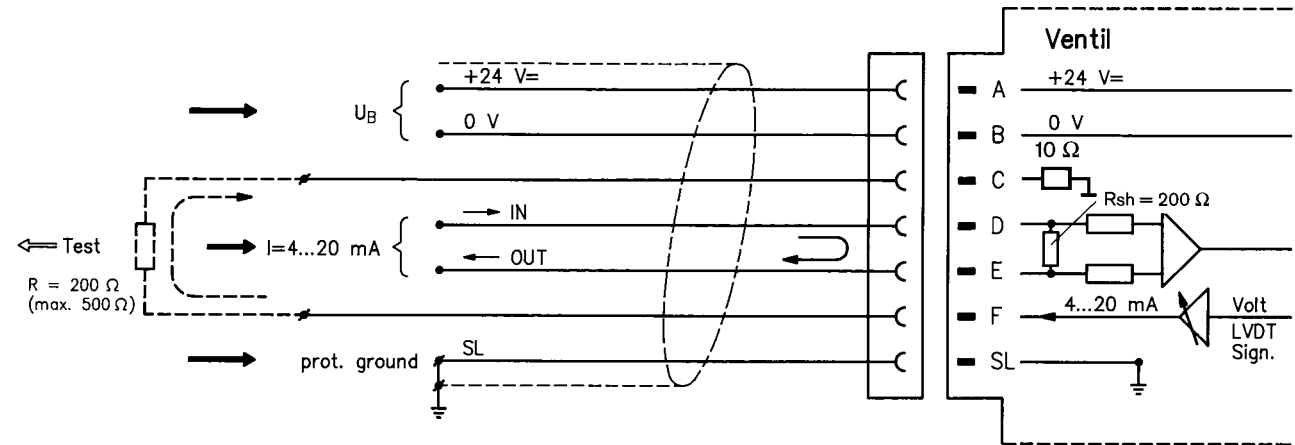 Ventil
+24 V=
A
+24 V=
UB
0 V
B
0 V
10 Ω
C
Rsh = 200 Ω
IN
D
Test
I=4...20 mA
OUT
E
R = 200 Ω
(max. 500 Ω)
F
4...20 mA
Volt
LVDT
Sign.
prot. ground
SL
SL